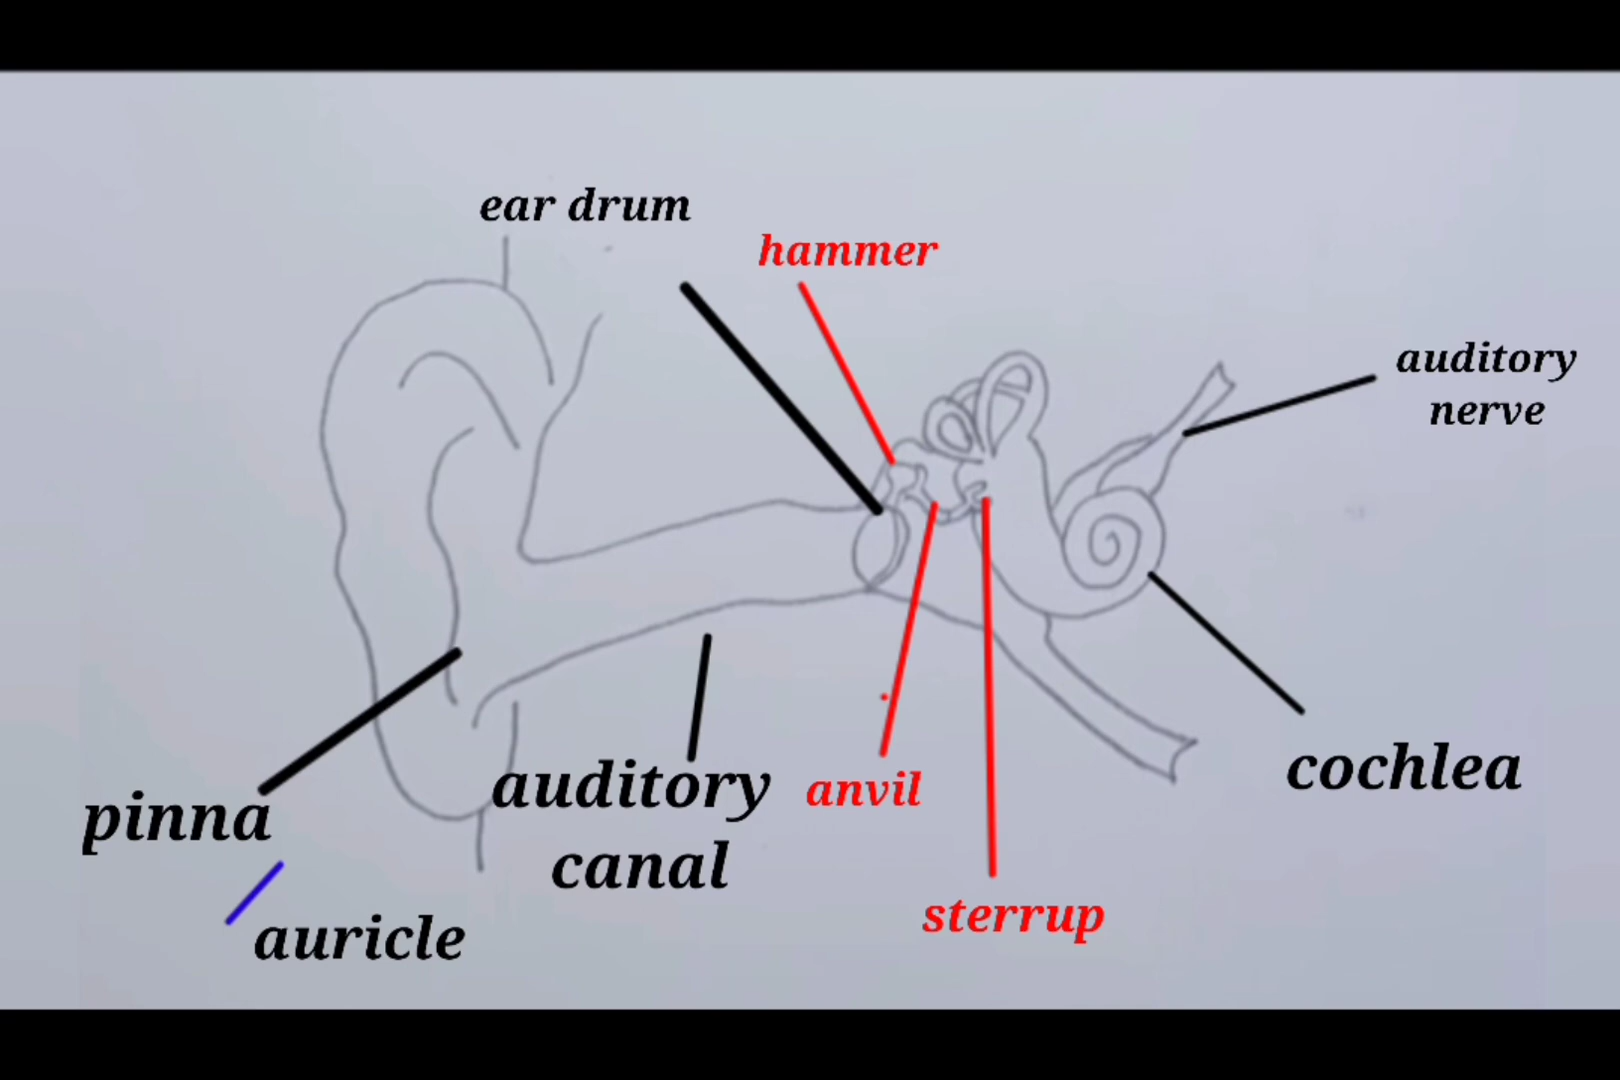 ear drum
hammer
auditory
nerve
pinna
auditory
canal
anvil
cochlea
sterrup
auricle